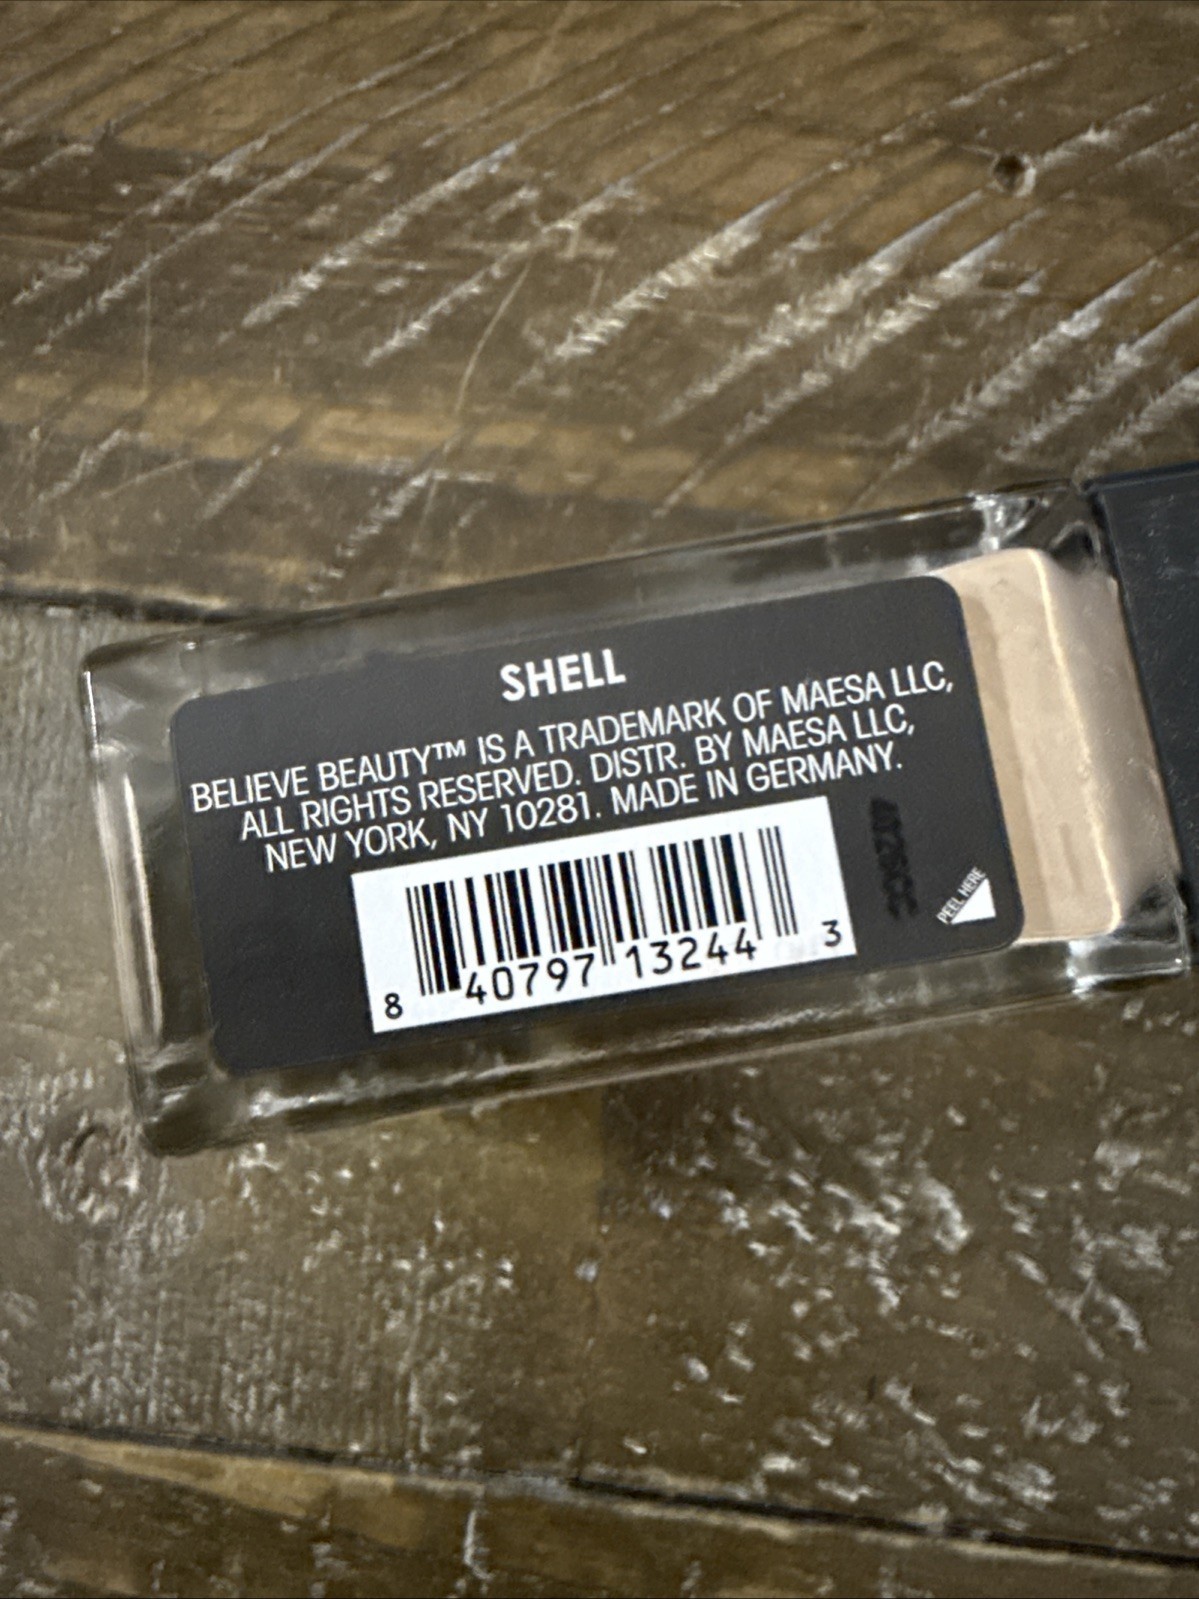 SHELL
BELIEVE BEAUTY™ IS A TRADEMARK OF MAESA LLC,
ALL RIGHTS RESERVED. DISTR. BY MAESA LLC,
NEW YORK, NY 10281. MADE IN GERMANY.
8 40797 13244 3
PEEL HERE